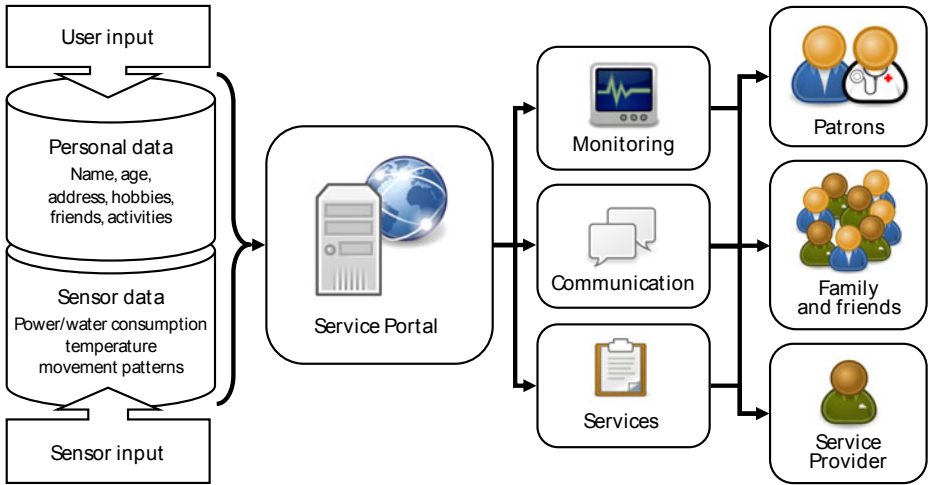 User input
Personal data
Name, age,
address, hobbies,
friends, activities
Sensor data
Power/water consumption
temperature
movement patterns
Sensor input
Service Portal
Monitoring
Communication
Services
Patrons
Family
and friends
Service
Provider